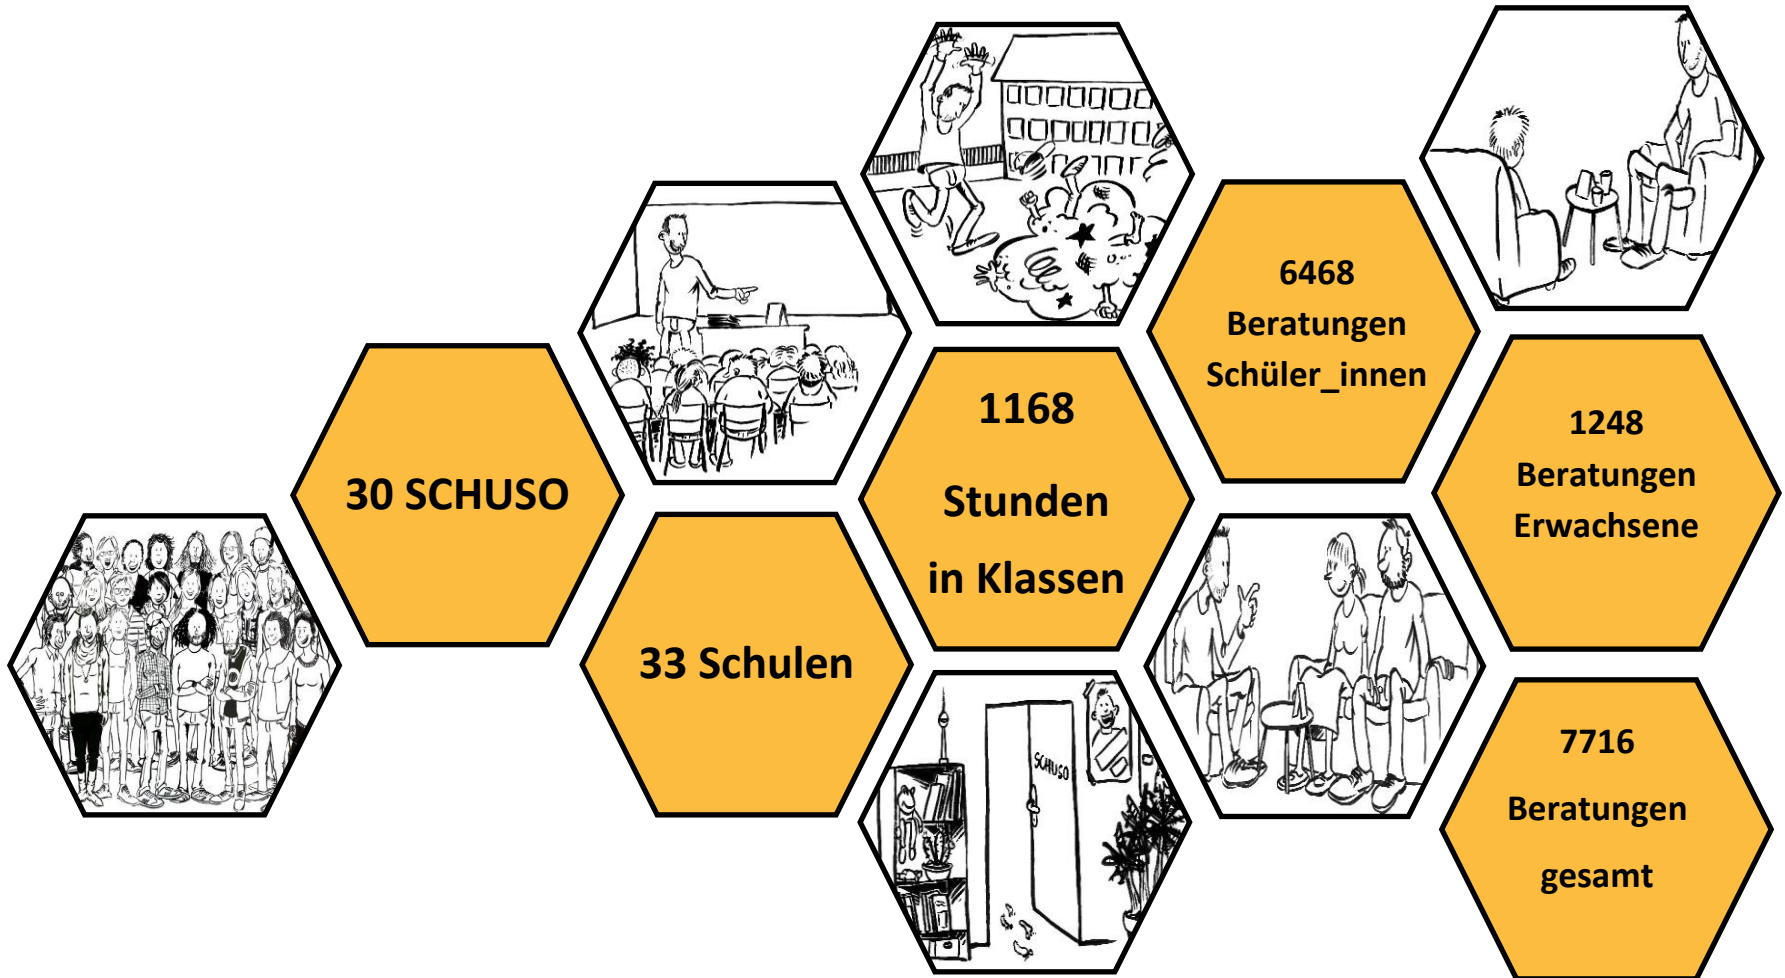 30 SCHUSO
33 Schulen
1168
Stunden
in Klassen
SCHUSO
6468
Beratungen
Schüler_innen
1248
Beratungen
Erwachsene
7716
Beratungen
gesamt